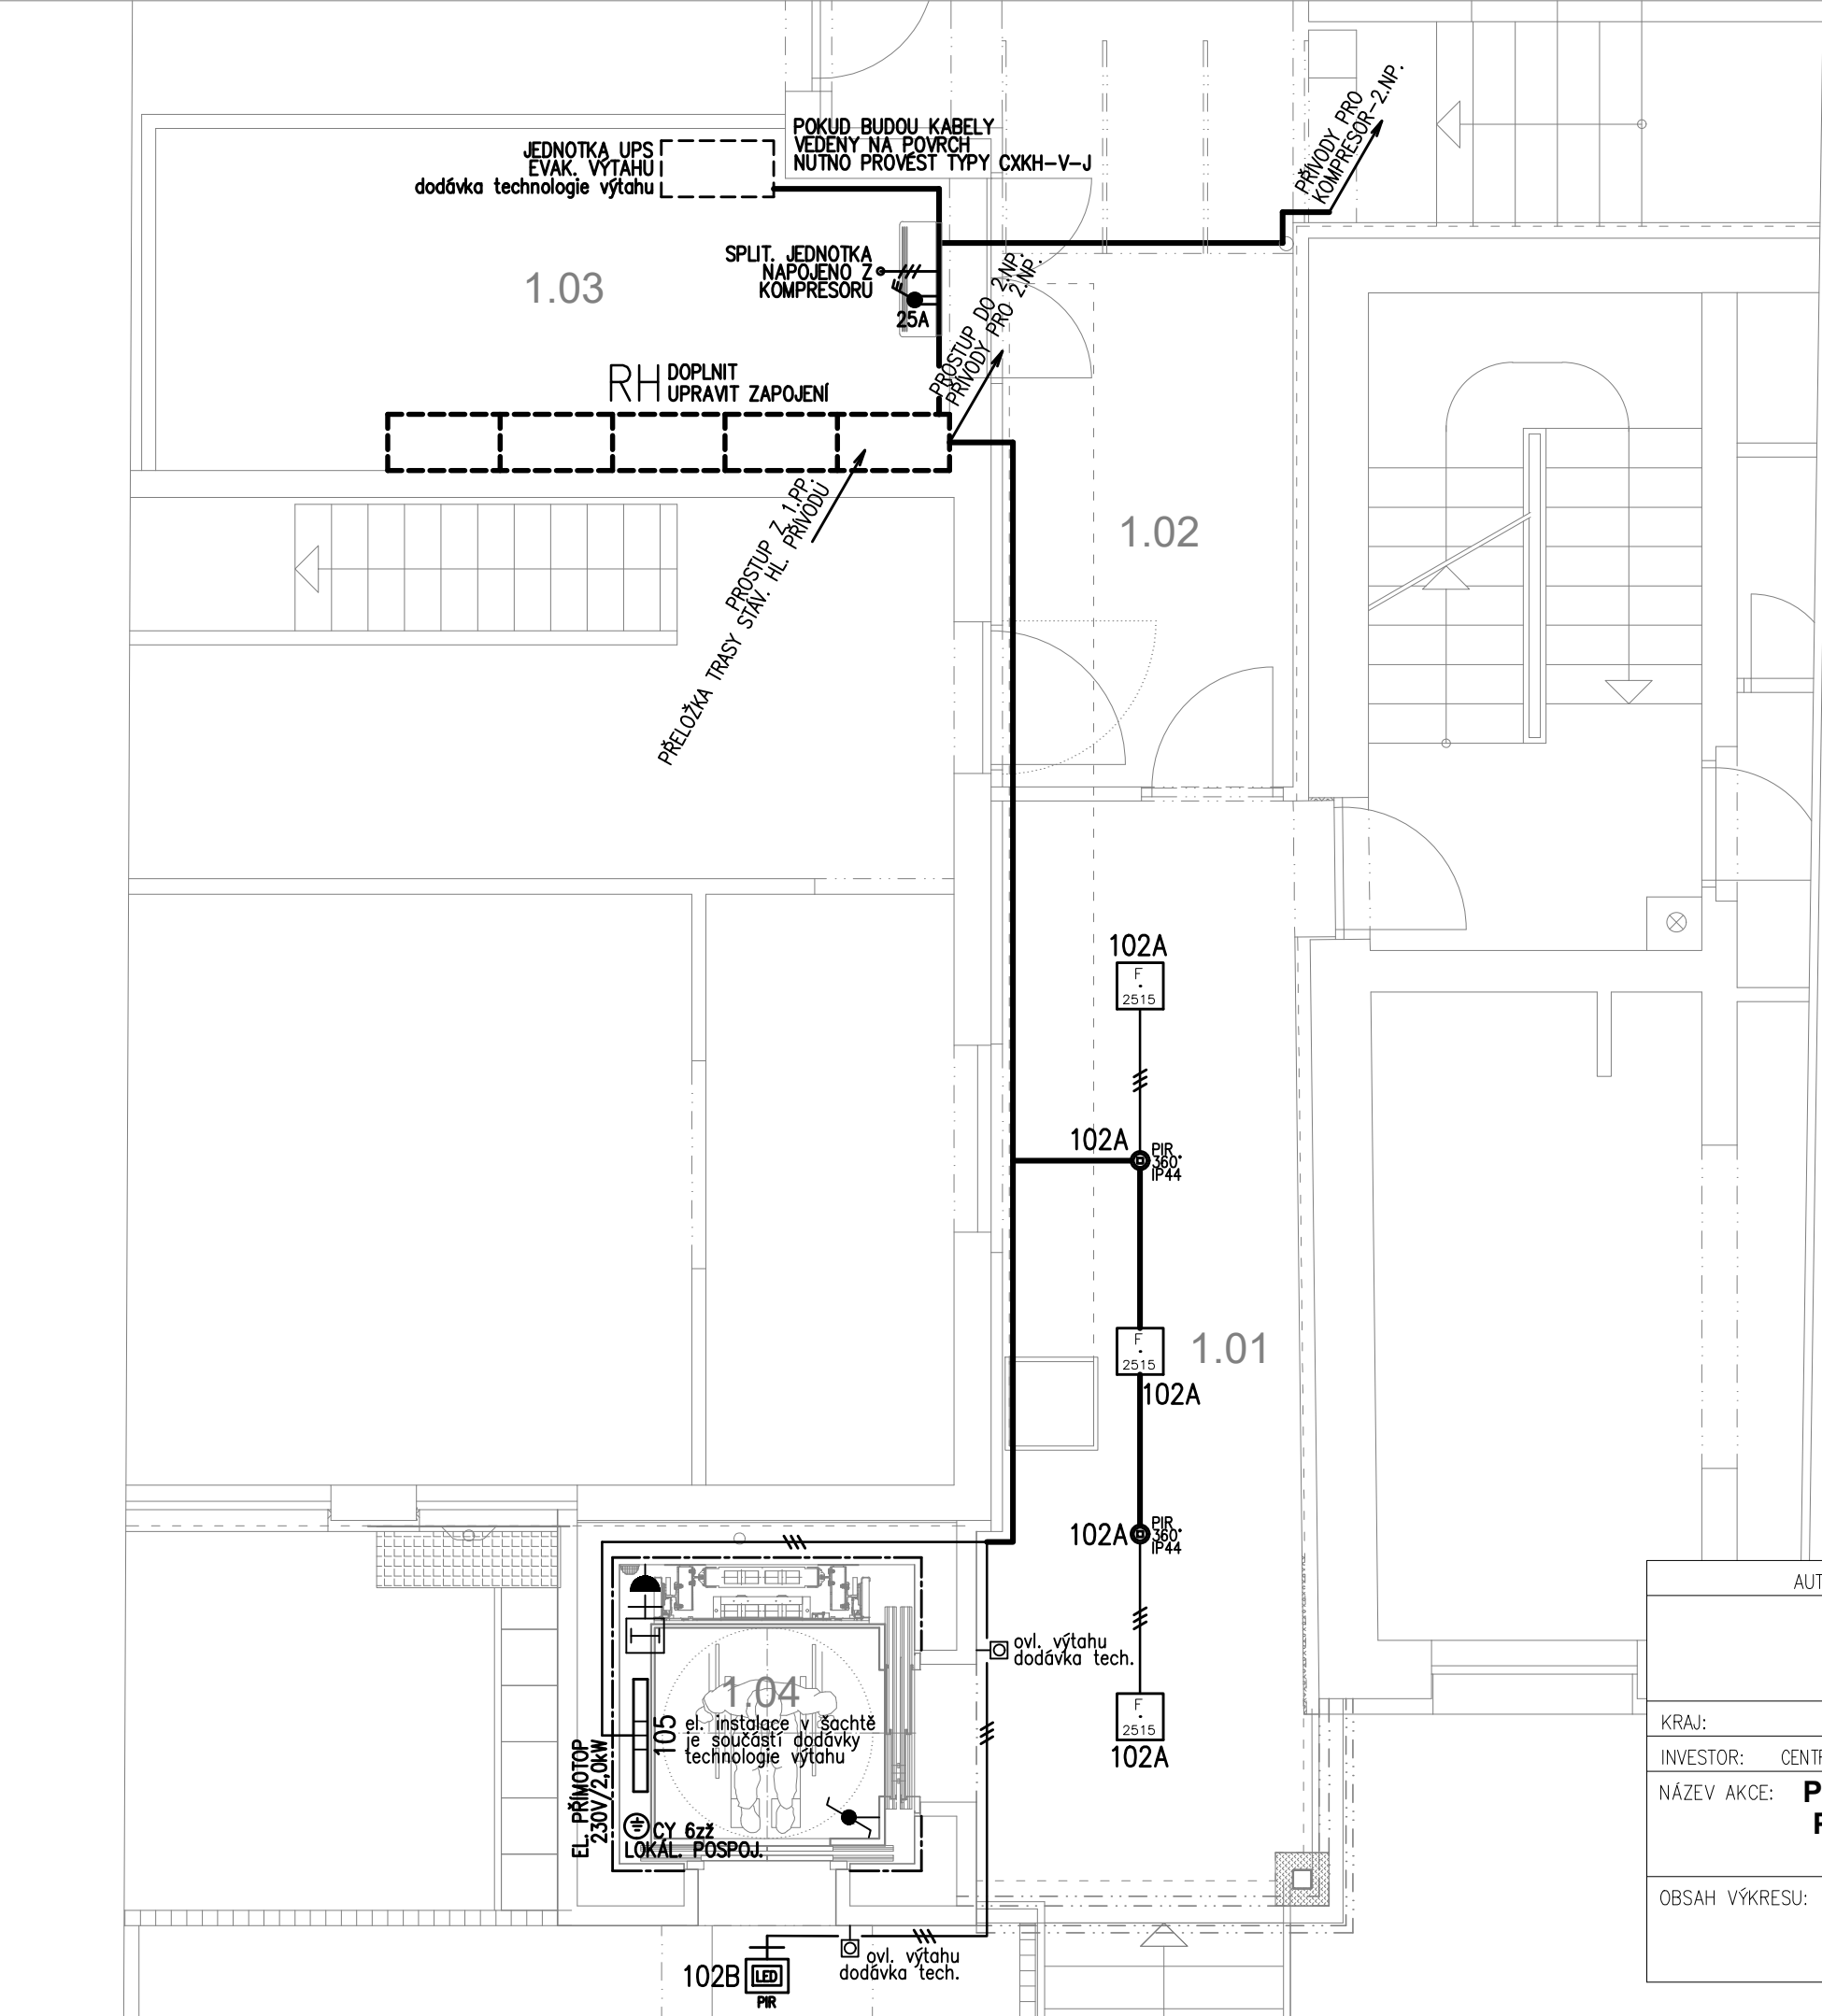 POKUD BUDOU KABELY
VEDENY NA POVRCH
NUTNO PROVÉST TYPY CXKH-V-J
JEDNOTKA UPS
EVAK. VÝTAHU
dodávka technologie výtahu
PŘÍVODY PRO
KOMPRESOR-2.NP.
SPLIT. JEDNOTKA
NAPOJENO Z
KOMPRESORU
25A
1.03
PROSTUP DO 2.NP.
PŘÍVODY PRO 2.NP.
RH DOPLNIT
UPRAVIT ZAPOJENÍ
PROSTUP Z 1.PP.
PŘELOŽKA TRASY STÁV. HL. PŘÍVODU
1.02
102A
F
2515
102A
PIR
360°
IP44
F
2515
102A
1.01
102A
PIR
360°
IP44
ovl. výtahu
dodávka tech.
F
2515
102A
1.04
105
el. instalace v šachtě
je součástí dodávky
technologie výtahu
EL. PŘÍMOTOP
230V/2,0kW
CY 6zž
LOKÁL. POSPOJ.
ovl. výtahu
dodávka tech.
102B
LED
PIR
AUT
KRAJ:
INVESTOR: CENTR
NÁZEV AKCE: P
OBSAH VÝKRESU: